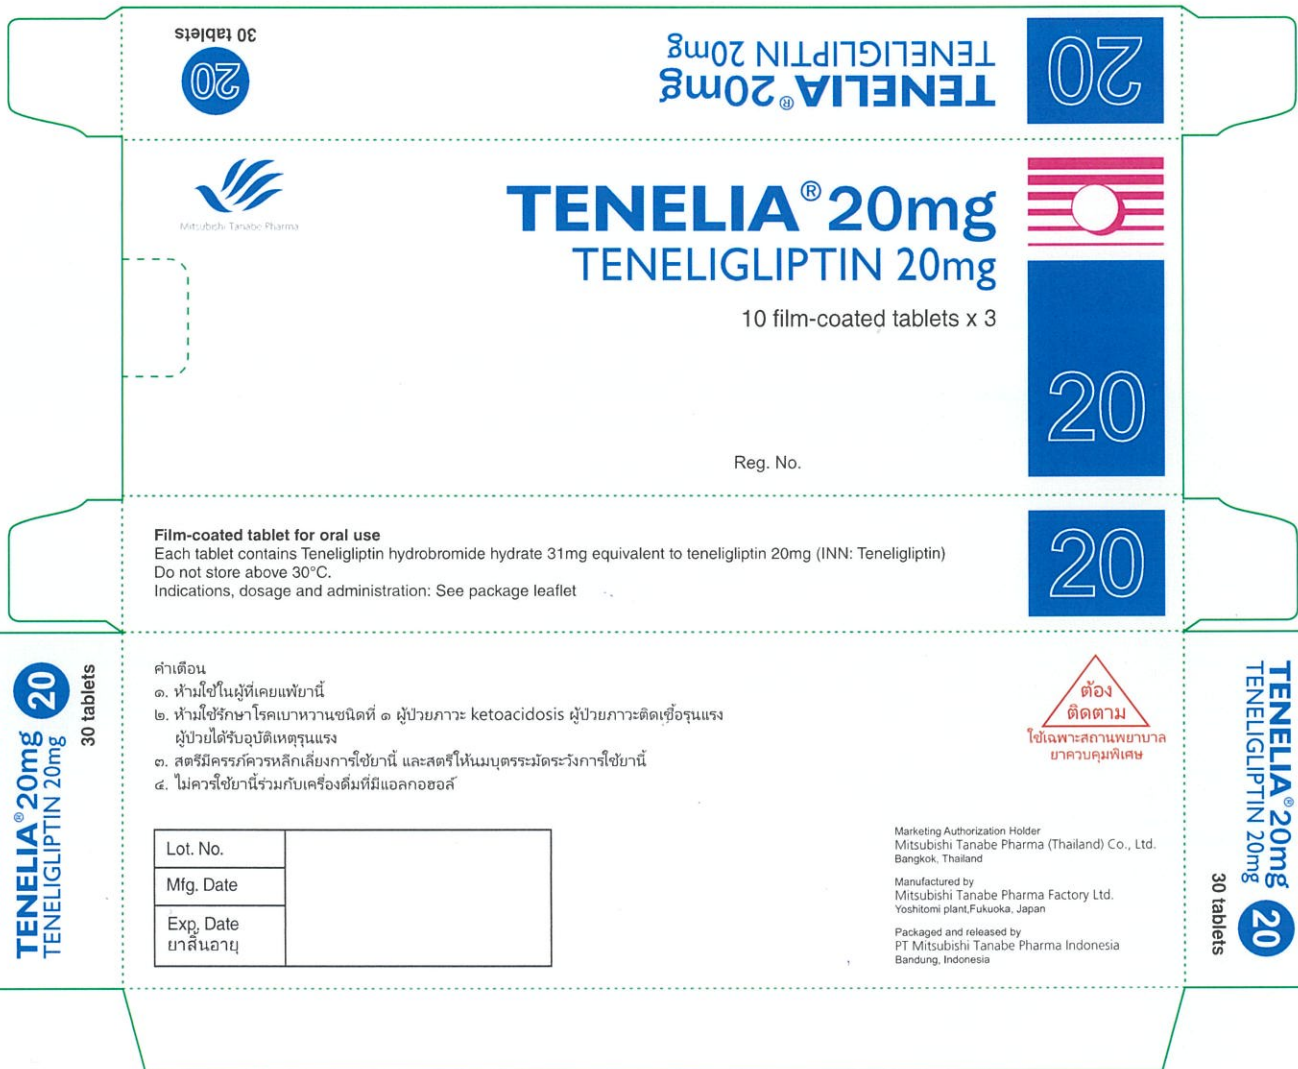 30 tablets
20
TENELIGLIPTIN 20mg
TENELIA® 20mg
20
Mitsubishi Tanabe Pharma
TENELIA® 20mg
TENELIGLIPTIN 20mg
10 film-coated tablets x 3
20
Reg. No.
Film-coated tablet for oral use
Each tablet contains Teneligliptin hydrobromide hydrate 31mg equivalent to teneligliptin 20mg (INN: Teneligliptin)
Do not store above 30°C.
Indications, dosage and administration: See package leaflet
20
TENELIA® 20mg
TENELIGLIPTIN 20mg
20
30 tablets
คำเตือน
๑. ห้ามใช้ในผู้ที่เคยแพ้ยานี้
๒. ห้ามใช้รักษาโรคเบาหวานชนิดที่ ๑ ผู้ป่วยภาวะ ketoacidosis ผู้ป่วยภาวะติดเชื้อรุนแรง
ผู้ป่วยได้รับอุบัติเหตุรุนแรง
๓. สตรีมีครรภ์ควรหลีกเลี่ยงการใช้ยานี้ และสตรีให้นมบุตรระมัดระวังการใช้ยานี้
๔. ไม่ควรใช้ยานี้ร่วมกับเครื่องดื่มที่มีแอลกอฮอล์
ต้อง
ติดตาม
ใช้เฉพาะสถานพยาบาล
ยาควบคุมพิเศษ
Lot. No.
Mfg. Date
Exp. Date
ยาสิ้นอายุ
Marketing Authorization Holder
Mitsubishi Tanabe Pharma (Thailand) Co., Ltd.
Bangkok, Thailand
Manufactured by
Mitsubishi Tanabe Pharma Factory Ltd.
Yoshitomi plant,Fukuoka, Japan
Packaged and released by
PT Mitsubishi Tanabe Pharma Indonesia
Bandung, Indonesia
TENELIA® 20mg
TENELIGLIPTIN 20mg
20
30 tablets